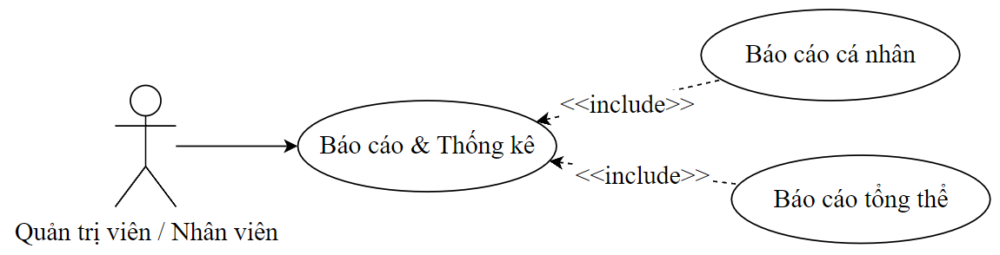 Báo cáo cá nhân
<<include>>
Báo cáo & Thống kê
<<include>>
Báo cáo tổng thể
Quản trị viên / Nhân viên